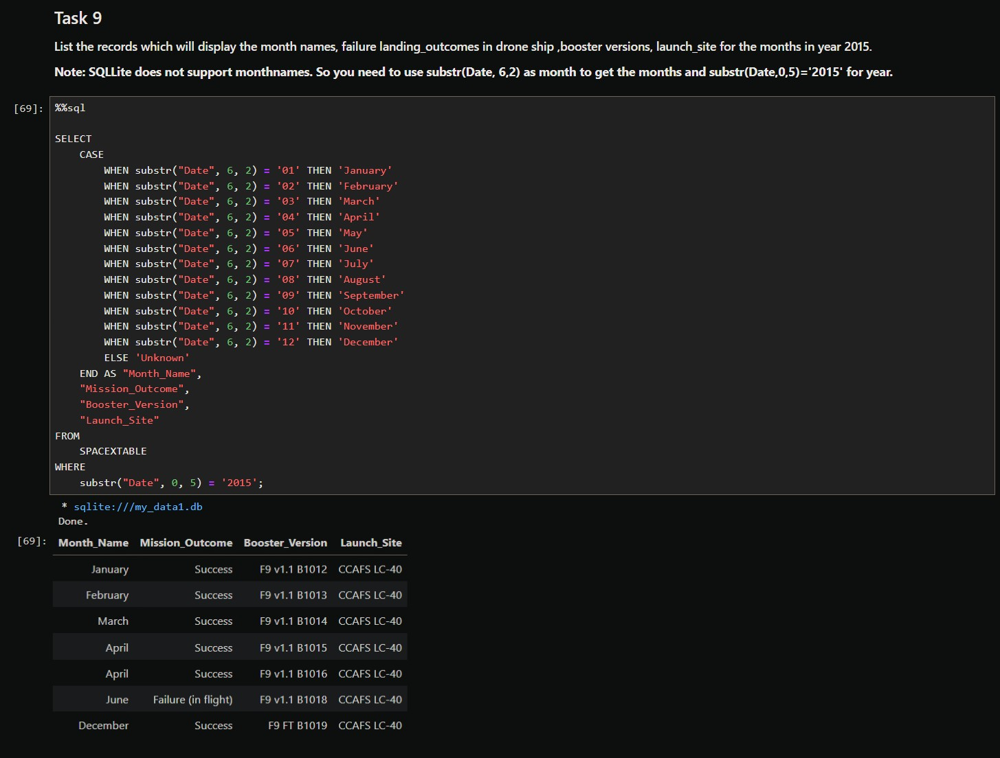 Task 9
List the records which will display the month names, failure landing_outcomes in drone ship ,booster versions, launch_site for the months in year 2015.
Note: SQLLite does not support monthnames. So you need to use substr(Date, 6,2) as month to get the months and substr(Date,0,5)='2015' for year.
[69]: %%sql
SELECT
CASE
WHEN substr("Date", 6, 2) = '01' THEN 'January'
WHEN substr("Date", 6, 2) = '02' THEN 'February'
WHEN substr("Date", 6, 2) = '03' THEN 'March'
WHEN substr("Date", 6, 2) = '04' THEN 'April'
WHEN substr("Date", 6, 2) = '05' THEN 'May'
WHEN substr("Date", 6, 2) = '06' THEN 'June'
WHEN substr("Date", 6, 2) = '07' THEN 'July'
WHEN substr("Date", 6, 2) = '08' THEN 'August'
WHEN substr("Date", 6, 2) = '09' THEN 'September'
WHEN substr("Date", 6, 2) = '10' THEN 'October'
WHEN substr("Date", 6, 2) = '11' THEN 'November'
WHEN substr("Date", 6, 2) = '12' THEN 'December'
ELSE 'Unknown'
END AS "Month_Name",
"Mission_Outcome",
"Booster_Version",
"Launch_Site"
FROM
SPACEXTABLE
WHERE
substr("Date", 0, 5) = '2015';
* sqlite:///my_data1.db
Done.
[69]: Month_Name Mission_Outcome Booster_Version Launch_Site
January Success F9 v1.1 B1012 CCAFS LC-40
February Success F9 v1.1 B1013 CCAFS LC-40
March Success F9 v1.1 B1014 CCAFS LC-40
April Success F9 v1.1 B1015 CCAFS LC-40
April Success F9 v1.1 B1016 CCAFS LC-40
June Failure (in flight) F9 v1.1 B1018 CCAFS LC-40
December Success F9 FT B1019 CCAFS LC-40